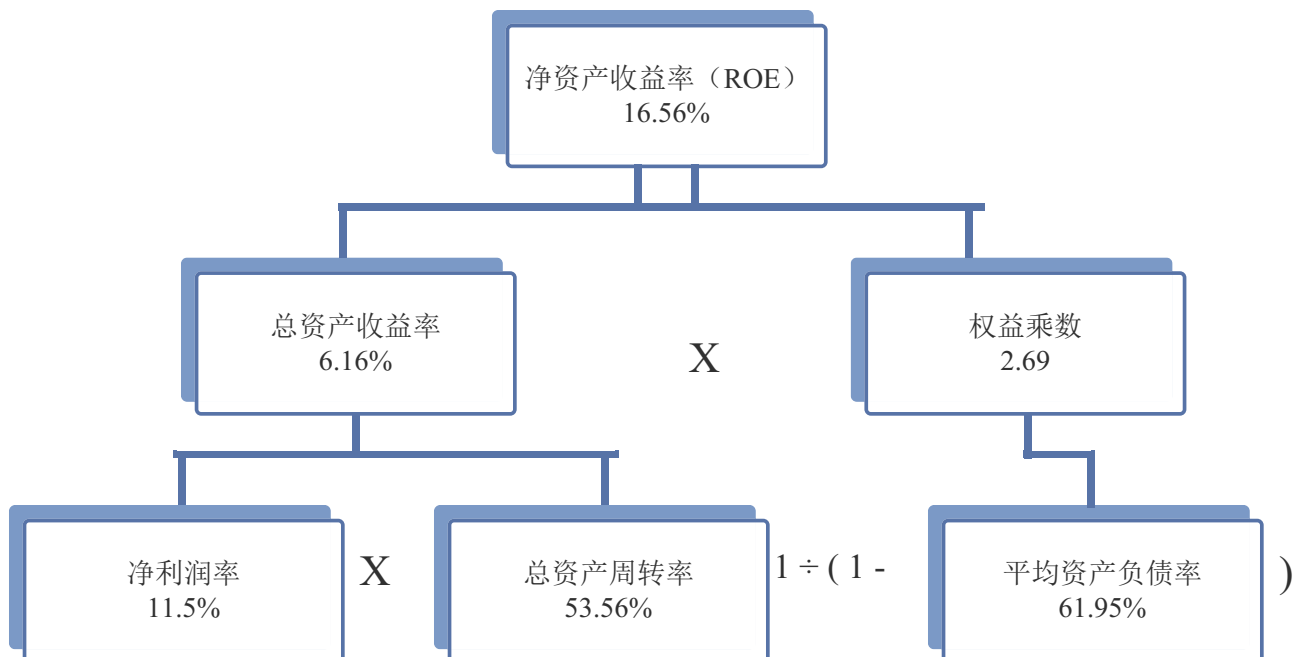 净资产收益率（ROE）
16.56%
总资产收益率
6.16%
X
权益乘数
2.69
净利润率
11.5%
X
总资产周转率
53.56%
1 ÷ ( 1 -
平均资产负债率
61.95%
)